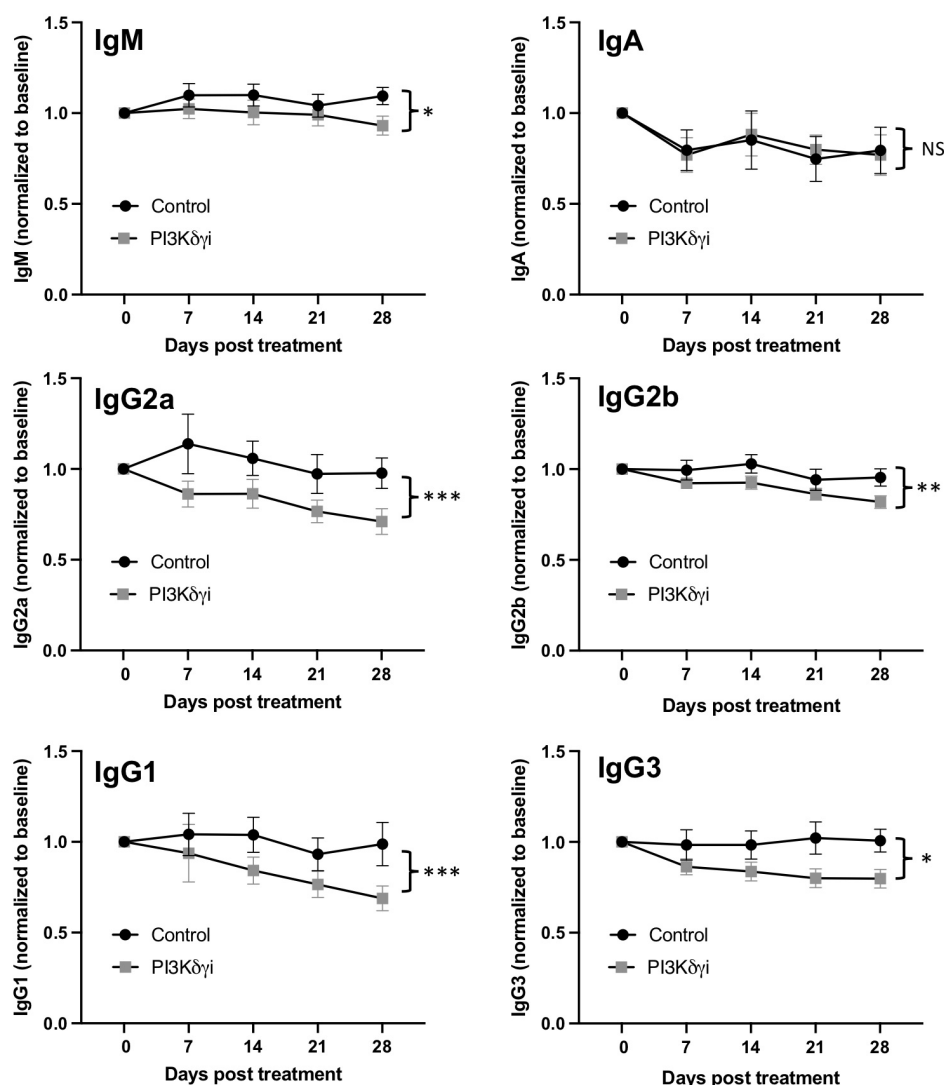 IgM
IgM (normalized to baseline)
1.5
1.0
0.5
0.0
*
Control
PI3Kδγi
0 7 14 21 28
Days post treatment
IgA
IgA (normalized to baseline)
1.5
1.0
0.5
0.0
NS
Control
PI3Kδγi
0 7 14 21 28
Days post treatment
IgG2a
IgG2a (normalized to baseline)
1.5
1.0
0.5
0.0
***
Control
PI3Kδγi
0 7 14 21 28
Days post treatment
IgG2b
IgG2b (normalized to baseline)
1.5
1.0
0.5
0.0
**
Control
PI3Kδγi
0 7 14 21 28
Days post treatment
IgG1
IgG1 (normalized to baseline)
1.5
1.0
0.5
0.0
***
Control
PI3Kδγi
0 7 14 21 28
Days post treatment
IgG3
IgG3 (normalized to baseline)
1.5
1.0
0.5
0.0
*
Control
PI3Kδγi
0 7 14 21 28
Days post treatment